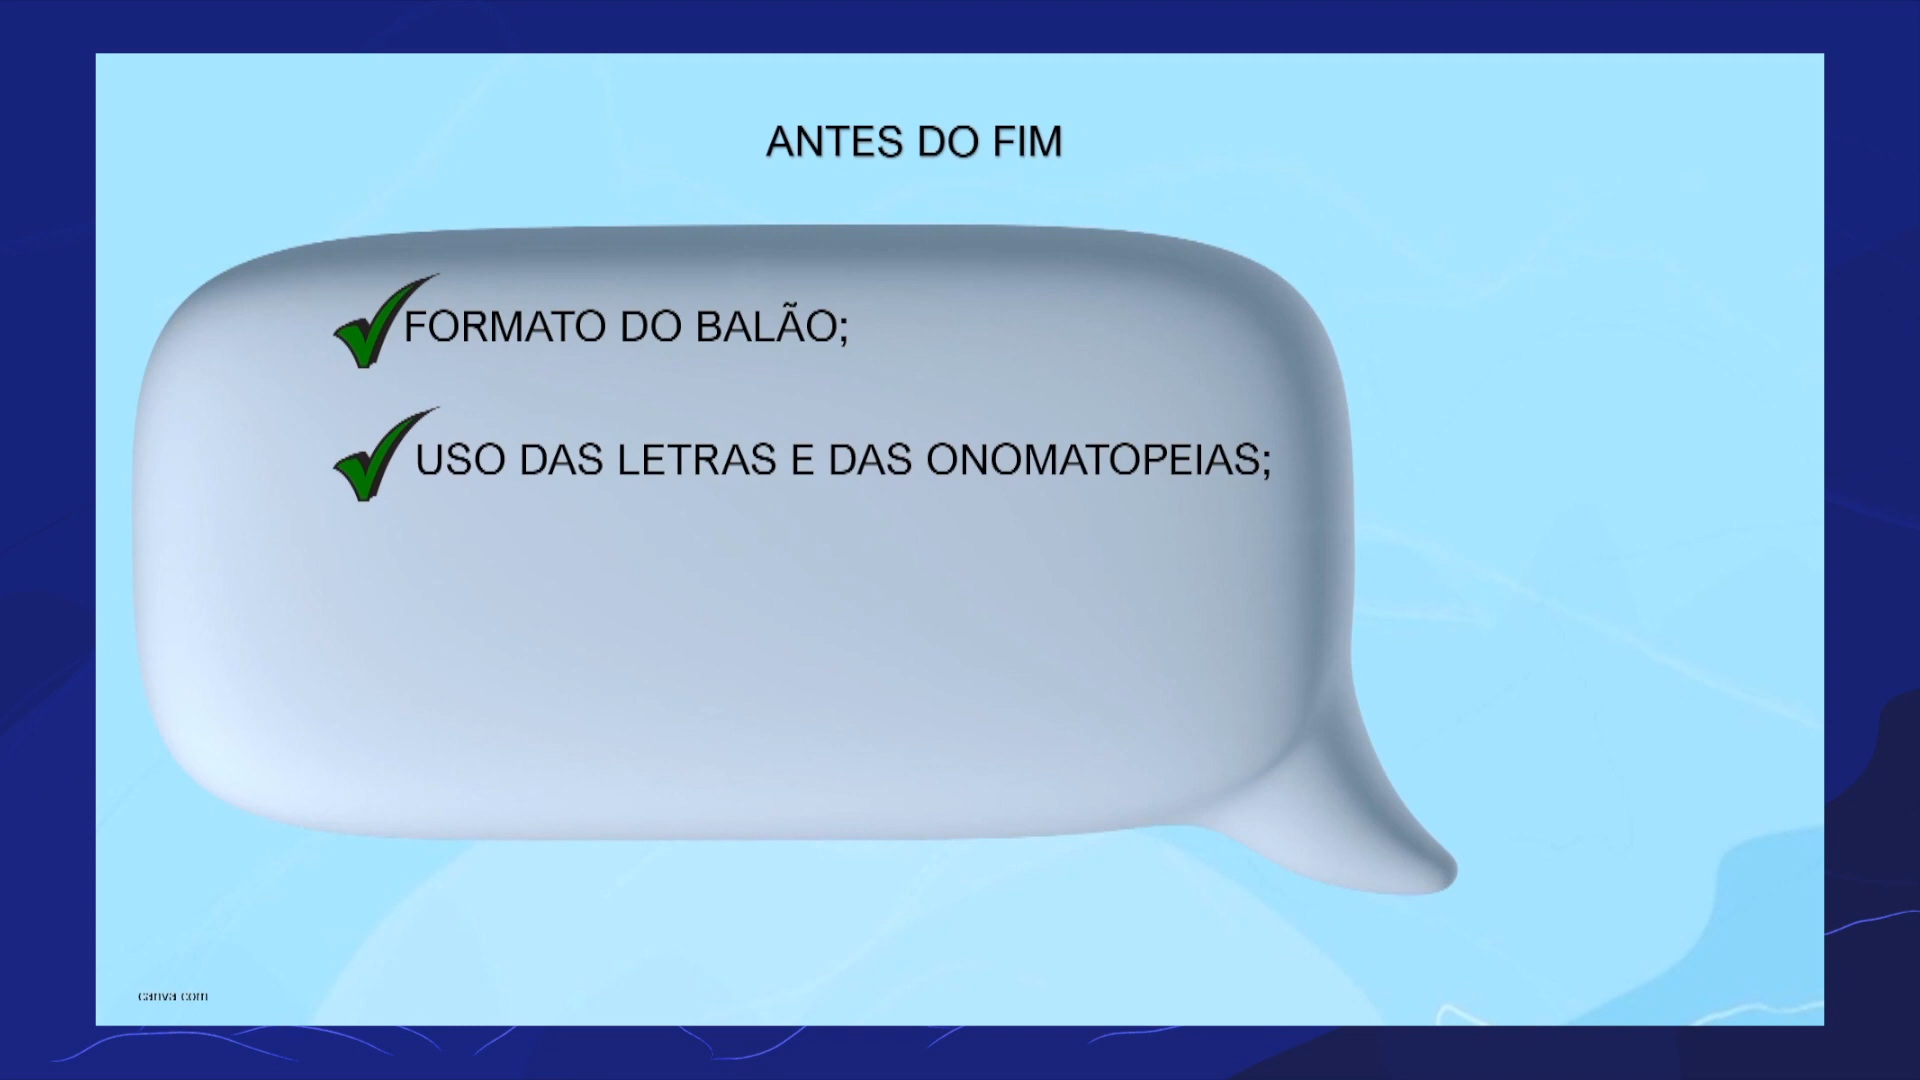 ANTES DO FIM
FORMATO DO BALÃO;
USO DAS LETRAS E DAS ONOMATOPEIAS;
canva com